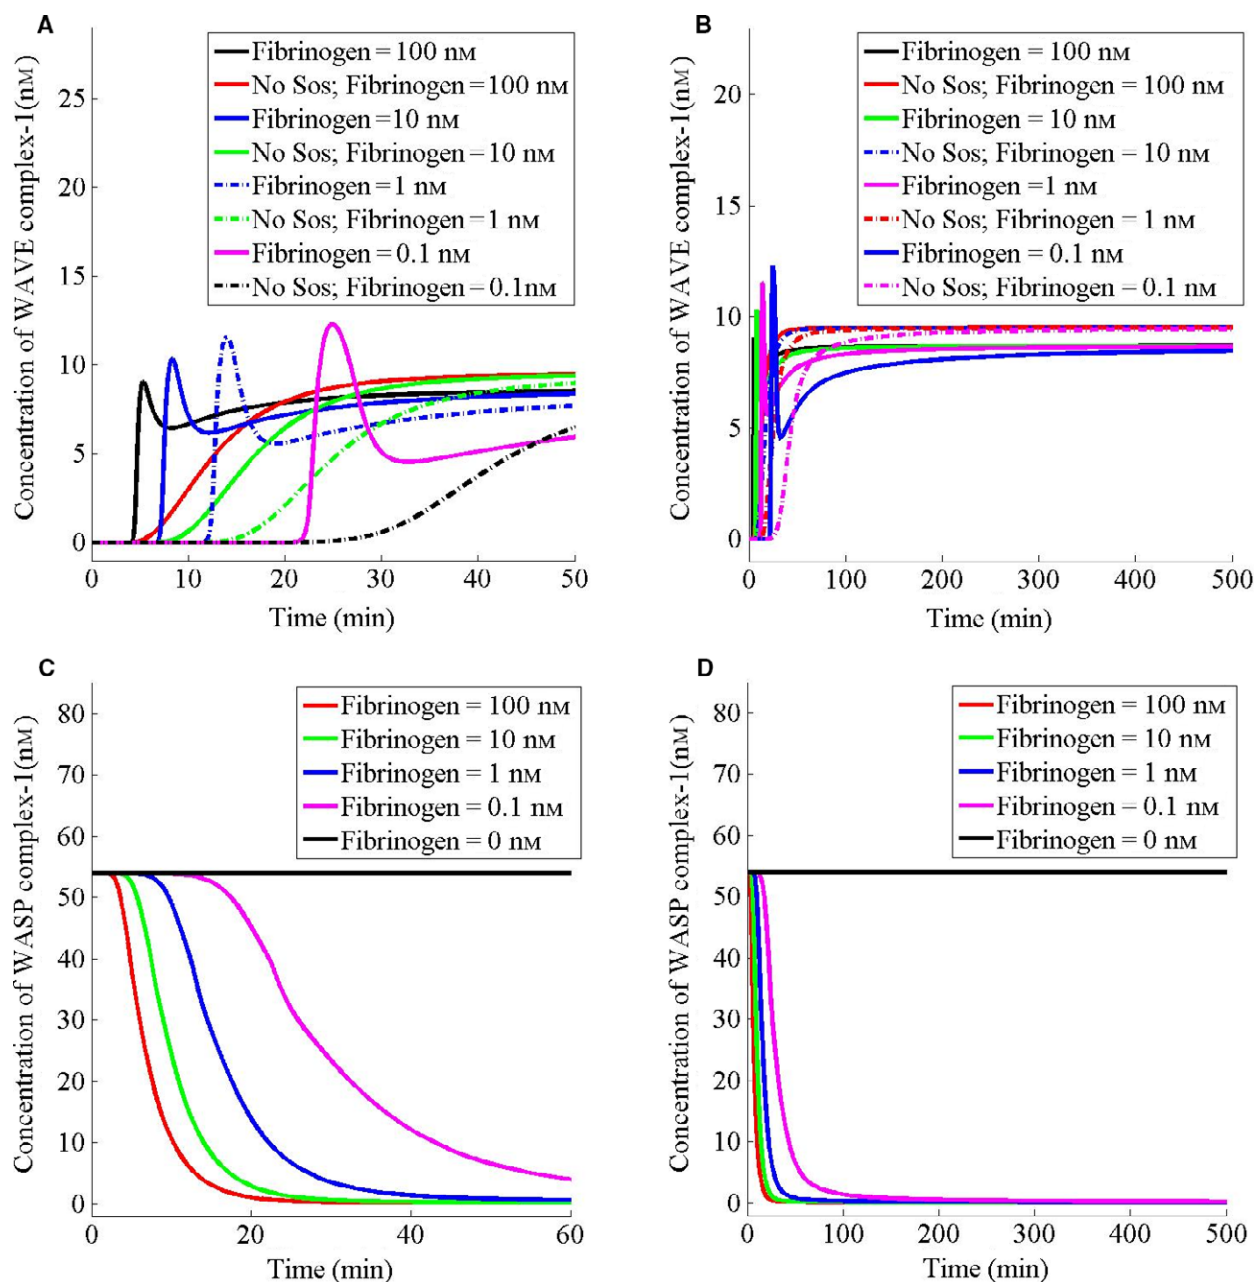 A
Concentration of WAVE complex-1(nM)
Fibrinogen = 100 nM
No Sos; Fibrinogen = 100 nM
Fibrinogen = 10 nM
No Sos; Fibrinogen = 10 nM
Fibrinogen = 1 nM
No Sos; Fibrinogen = 1 nM
Fibrinogen = 0.1 nM
No Sos; Fibrinogen = 0.1nM
25
20
15
10
5
0
0 10 20 30 40 50
Time (min)
B
Concentration of WAVE complex-1(nM)
Fibrinogen = 100 nM
No Sos; Fibrinogen = 100 nM
Fibrinogen = 10 nM
No Sos; Fibrinogen = 10 nM
Fibrinogen = 1 nM
No Sos; Fibrinogen = 1 nM
Fibrinogen = 0.1 nM
No Sos; Fibrinogen = 0.1 nM
20
15
10
5
0
0 100 200 300 400 500
Time (min)
C
Concentration of WASP complex-1(nM)
Fibrinogen = 100 nM
Fibrinogen = 10 nM
Fibrinogen = 1 nM
Fibrinogen = 0.1 nM
Fibrinogen = 0 nM
80
70
60
50
40
30
20
10
0
0 20 40 60
Time (min)
D
Concentration of WASP complex-1(nM)
Fibrinogen = 100 nM
Fibrinogen = 10 nM
Fibrinogen = 1 nM
Fibrinogen = 0.1 nM
Fibrinogen = 0 nM
80
70
60
50
40
30
20
10
0
0 100 200 300 400 500
Time (min)